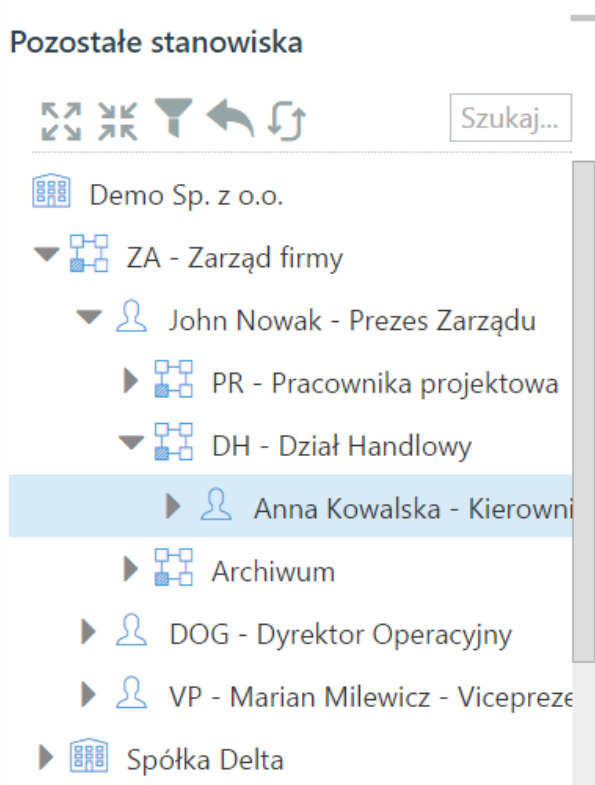 Pozostałe stanowiska
Szukaj...
Demo Sp. z o.o.
ZA - Zarząd firmy
John Nowak - Prezes Zarządu
PR - Pracownika projektowa
DH - Dział Handlowy
Anna Kowalska - Kierowni
Archiwum
DOG - Dyrektor Operacyjny
VP - Marian Milewicz - Vicepreze
Spółka Delta